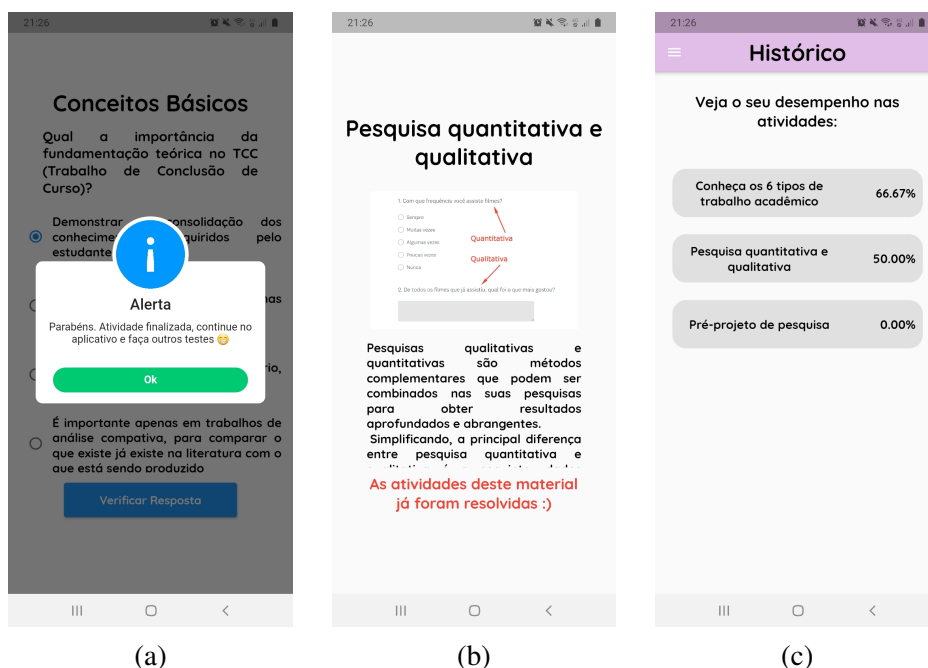 21:26
Conceitos Básicos
Qual a importância da
fundamentação teórica no TCC
(Trabalho de Conclusão de
Curso)?
Demonstrar consolidação dos
pelo
estudante
Alerta
Parabéns. Atividade finalizada, continue no
aplicativo e faça outros testes 😁
Ok
É importante apenas em trabalhos de
análise compativa, para comparar o
que existe já existe na literatura com o
que está sendo produzido
Verificar Resposta
(a)
21:26
Pesquisa quantitativa e
qualitativa
1. Com que frequência você assiste filmes?
Sempre
Muitas vezes
Algumas vezes
Poucas vezes
Nunca
Quantitativa
Qualitativa
2. De todos os filmes que já assistiu, qual foi o que mais gostou?
Pesquisas qualitativas e
quantitativas são métodos
complementares que podem ser
combinados nas suas pesquisas
para obter resultados
aprofundados e abrangentes.
Simplificando, a principal diferença
entre pesquisa quantitativa e
As atividades deste material
já foram resolvidas :)
(b)
21:26
Histórico
Veja o seu desempenho nas
atividades:
Conheça os 6 tipos de
trabalho acadêmico
66.67%
Pesquisa quantitativa e
qualitativa
50.00%
Pré-projeto de pesquisa
0.00%
(c)